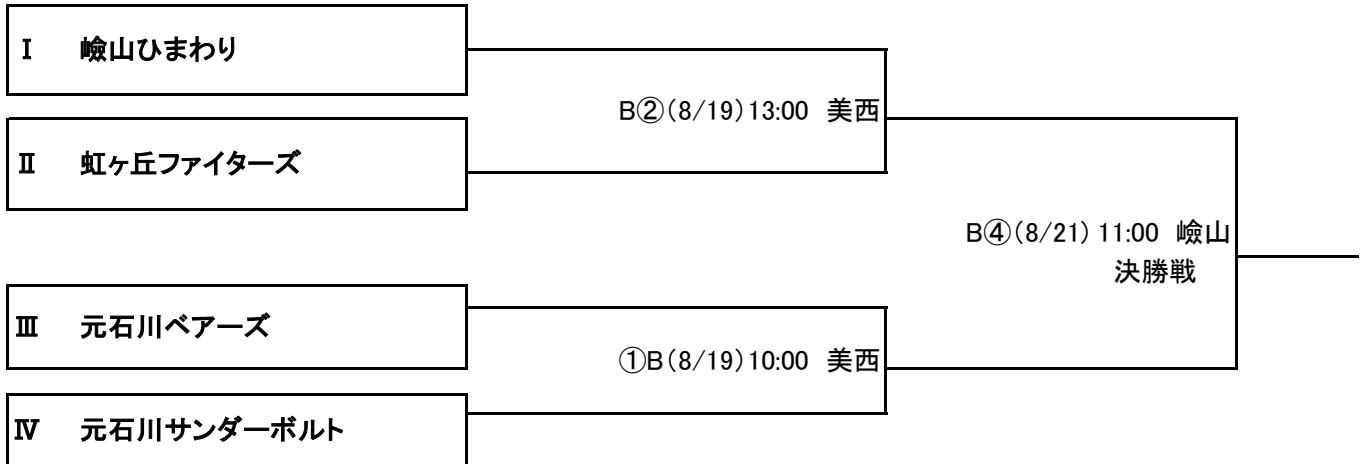 Ⅰ 嶮山ひまわり
B②(8/19)13:00 美西
Ⅱ 虹ヶ丘ファイターズ
B④(8/21) 11:00 嶮山
決勝戦
Ⅲ 元石川ベアーズ
①B(8/19)10:00 美西
Ⅳ 元石川サンダーボルト